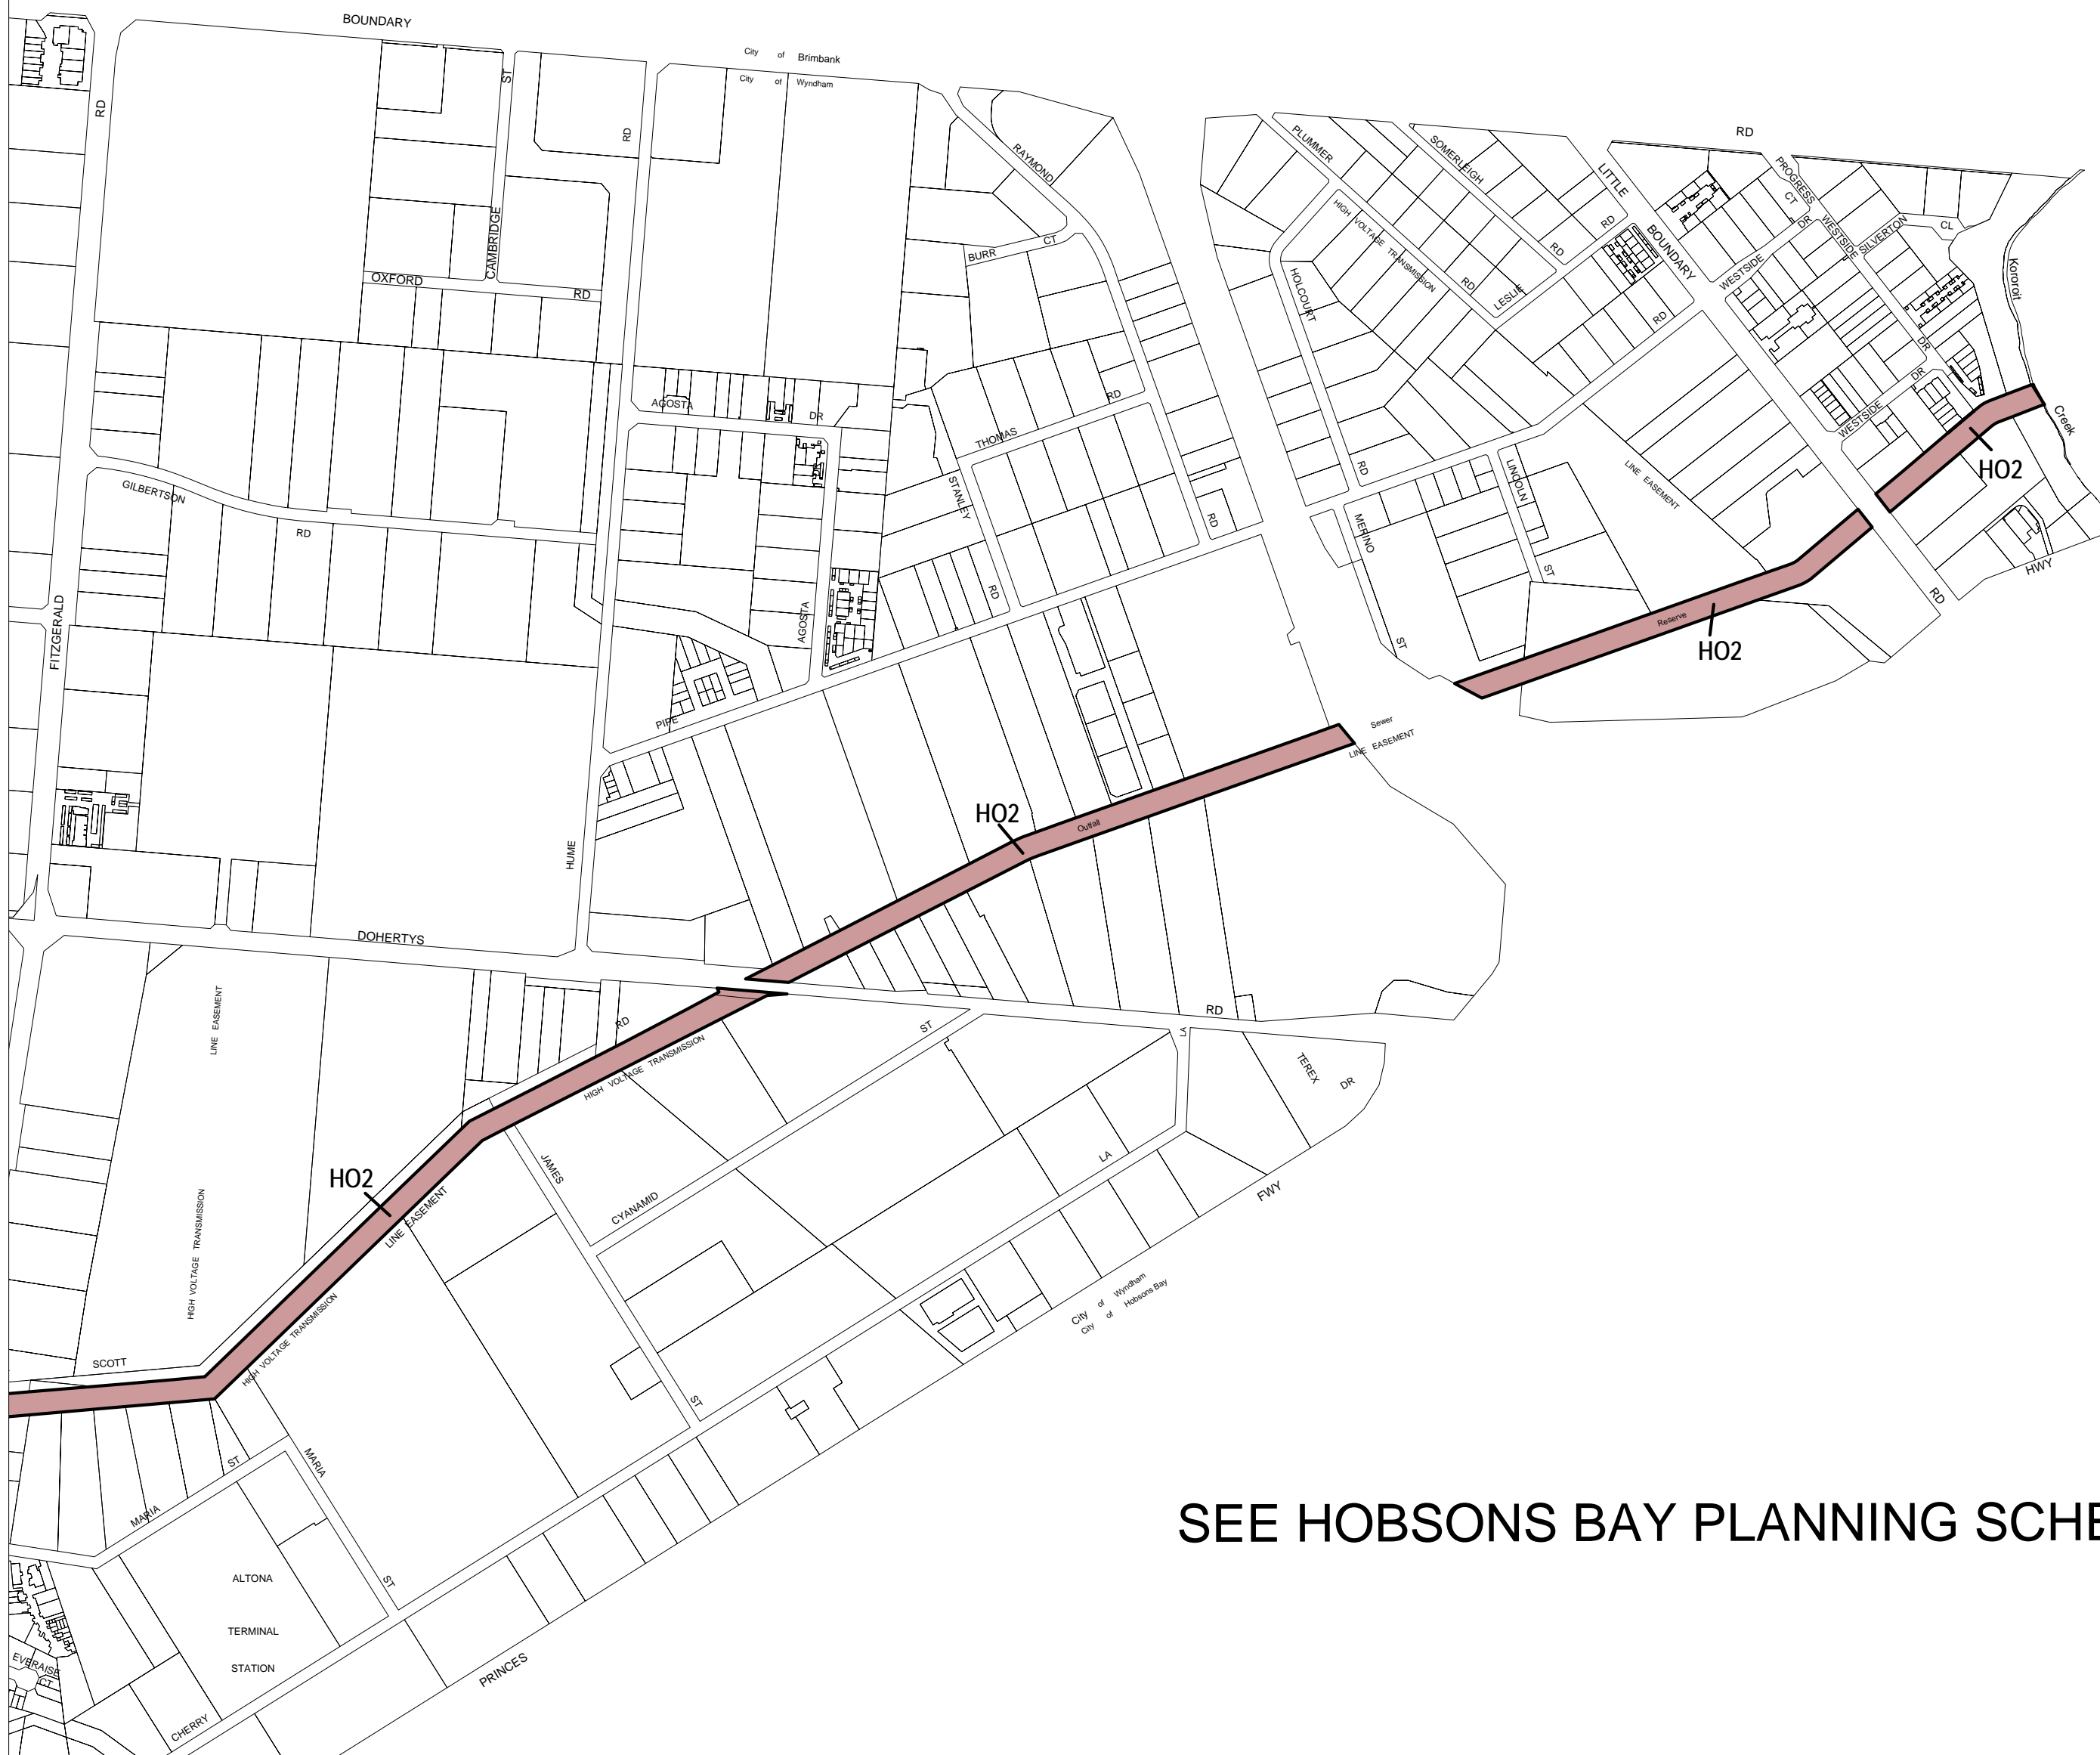 BOUNDARY
City of Brimbank
City of Wyndham
RD
ST
RD
RD
RAYMOND
PLUMMER
SOMERLEIGH
LITTLE
PROGRESS
CT
CAMBRIDGE
OXFORD
RD
BURR CT
HIGH VOLTAGE TRANSMISSION
RD
RD
RD
LESLIE
BOUNDARY
WESTSIDE DR
WESTSIDE
SILVERTON
CL
Koroit
HOLCOURT
RD
DR
DR
WESTSIDE
Creek
AGOSTA
DR
THOMAS
RD
STANLEY
RD
RD
RD
LINCOLN
ST
LINE EASEMENT
HO2
GILBERTSON
RD
MERINO
ST
HWY
RD
FITZGERALD
AGOSTA
Reserve
HO2
PIPE
Sewer
LINE EASEMENT
HO2
Outfall
HUME
DOHERTYS
RD
LINE EASEMENT
RD
HIGH VOLTAGE TRANSMISSION
ST
LA
TEREX
DR
JAMES
HO2
LINE EASEMENT
CYANAMID
LA
FWY
HIGH VOLTAGE TRANSMISSION
HIGH VOLTAGE TRANSMISSION
City of Wyndham
City of Hobsons Bay
SCOTT
ST
MARIA
ST
MARIA
ST
SEE HOBSONS BAY PLANNING SCHE
ALTONA
TERMINAL
STATION
EVERAISE
CT
PRINCES
CHERRY